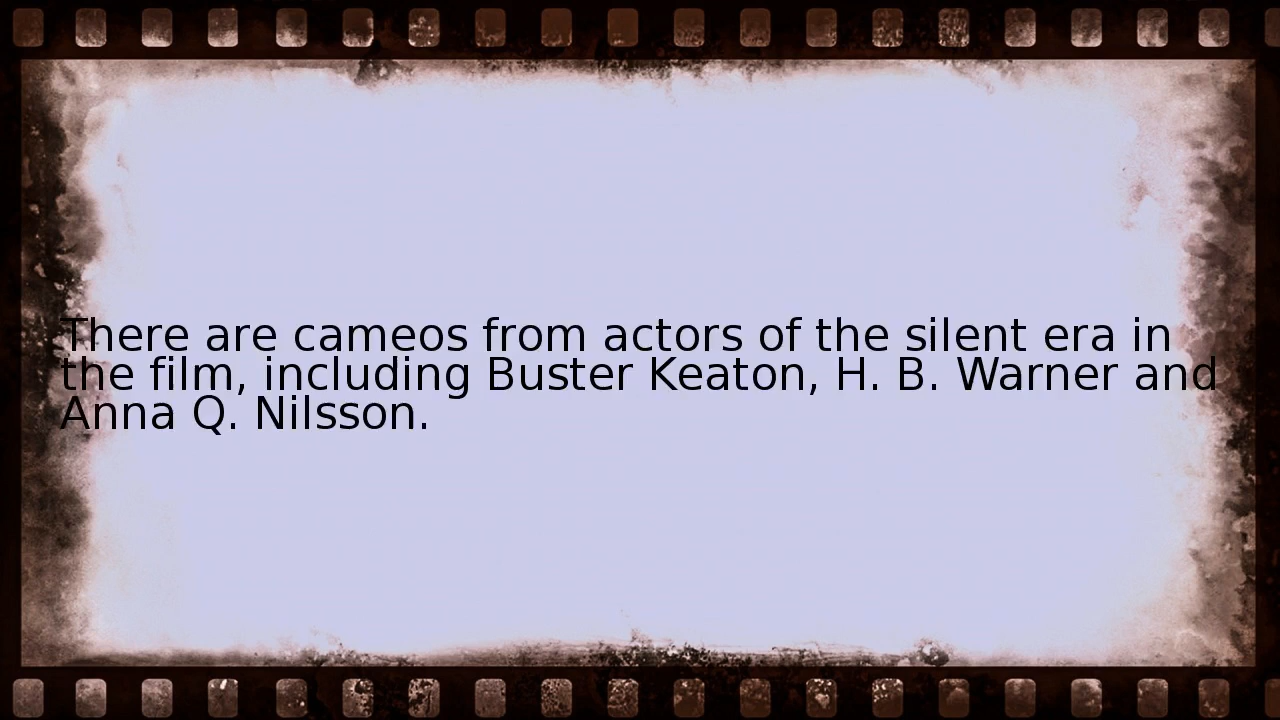 There are cameos from actors of the silent era in
the film, including Buster Keaton, H. B. Warner and
Anna Q. Nilsson.